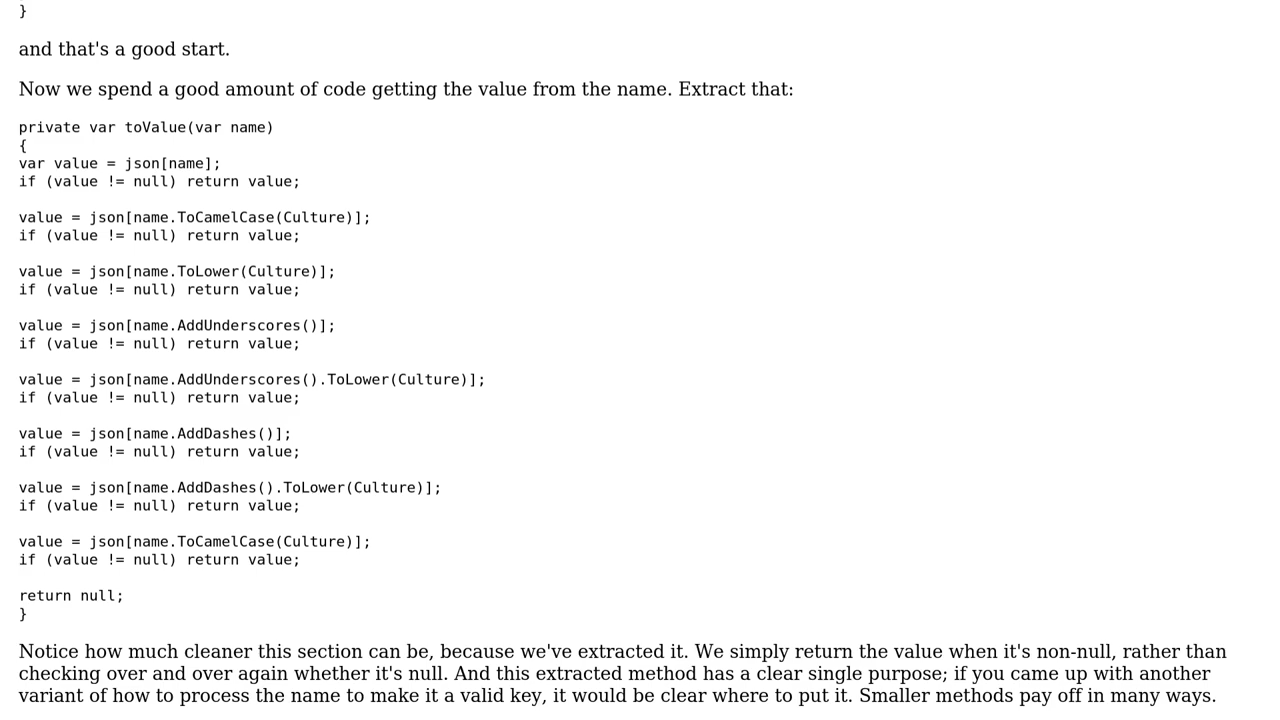 }
and that's a good start.
Now we spend a good amount of code getting the value from the name. Extract that:
private var toValue(var name)
{
var value = json[name];
if (value != null) return value;
value = json[name.ToCamelCase(Culture)];
if (value != null) return value;
value = json[name.ToLower(Culture)];
if (value != null) return value;
value = json[name.AddUnderscores()];
if (value != null) return value;
value = json[name.AddUnderscores().ToLower(Culture)];
if (value != null) return value;
value = json[name.AddDashes()];
if (value != null) return value;
value = json[name.AddDashes().ToLower(Culture)];
if (value != null) return value;
value = json[name.ToCamelCase(Culture)];
if (value != null) return value;
return null;
}
Notice how much cleaner this section can be, because we've extracted it. We simply return the value when it's non-null, rather than
checking over and over again whether it's null. And this extracted method has a clear single purpose; if you came up with another
variant of how to process the name to make it a valid key, it would be clear where to put it. Smaller methods pay off in many ways.